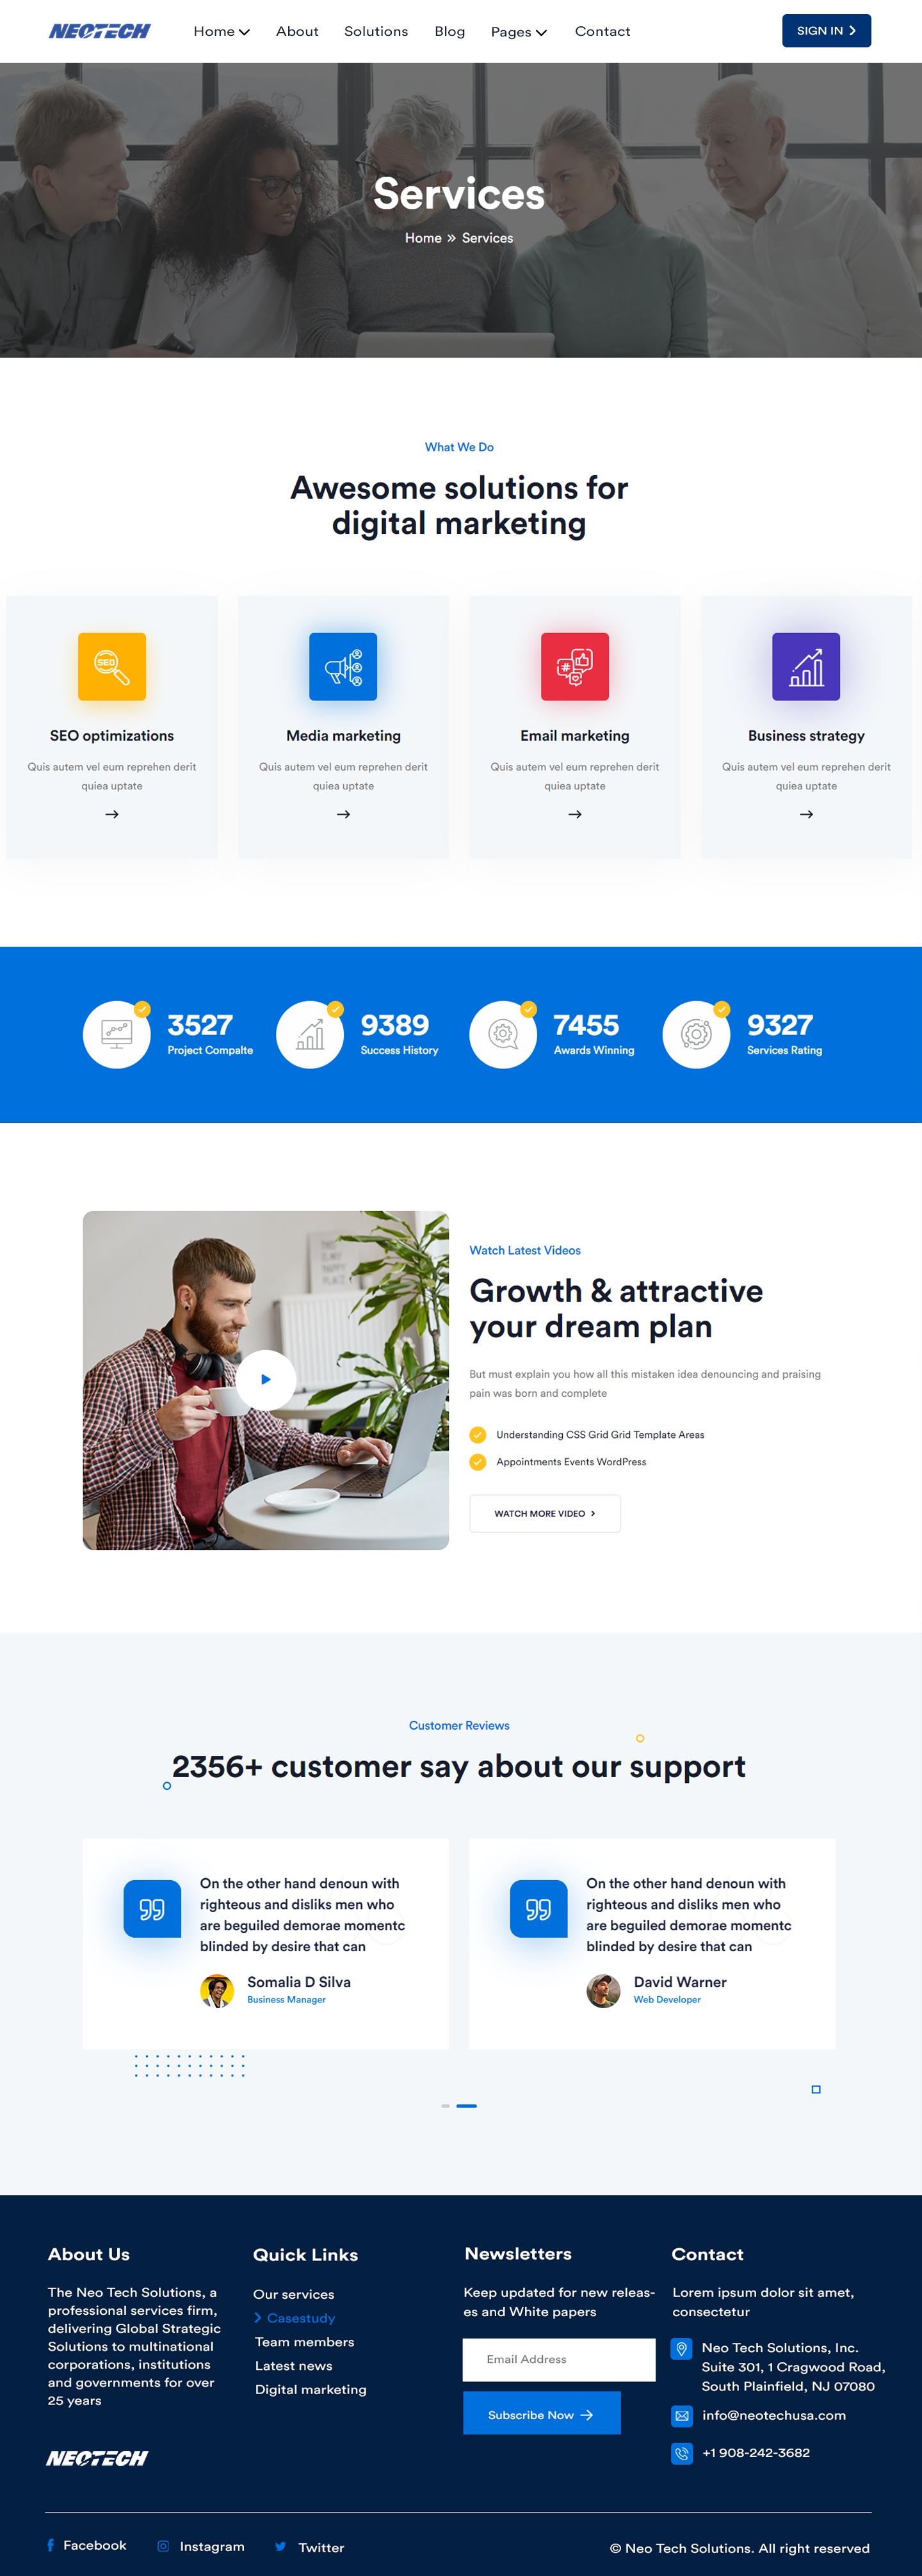 NEOTECH
Home
About
Solutions
Blog
Pages
Contact
SIGN IN
Services
Home » Services
What We Do
Awesome solutions for
digital marketing
SEO
SEO optimizations
Quis autem vel eum reprehen derit
quiea uptate
Media marketing
Quis autem vel eum reprehen derit
quiea uptate
#
Email marketing
Quis autem vel eum reprehen derit
quiea uptate
Business strategy
Quis autem vel eum reprehen derit
quiea uptate
3527
Project Compalte
9389
Success History
7455
Awards Winning
9327
Services Rating
Watch Latest Videos
Growth & attractive
your dream plan
But must explain you how all this mistaken idea denouncing and praising
pain was born and complete
Understanding CSS Grid Grid Template Areas
Appointments Events WordPress
WATCH MORE VIDEO
Customer Reviews
2356+ customer say about our support
On the other hand denoun with
righteous and disliks men who
are beguiled demorae momentc
blinded by desire that can
Somalia D Silva
Business Manager
On the other hand denoun with
righteous and disliks men who
are beguiled demorae momentc
blinded by desire that can
David Warner
Web Developer
About Us
The Neo Tech Solutions, a
professional services firm,
delivering Global Strategic
Solutions to multinational
corporations, institutions
and governments for over
25 years
NEOTECH
Quick Links
Our services
Casestudy
Team members
Latest news
Digital marketing
Newsletters
Keep updated for new releas-
es and White papers
Email Address
Subscribe Now
Contact
Lorem ipsum dolor sit amet,
consectetur
Neo Tech Solutions, Inc.
Suite 301, 1 Cragwood Road,
South Plainfield, NJ 07080
info@neotechusa.com
+1 908-242-3682
Facebook
Instagram
Twitter
© Neo Tech Solutions. All right reserved